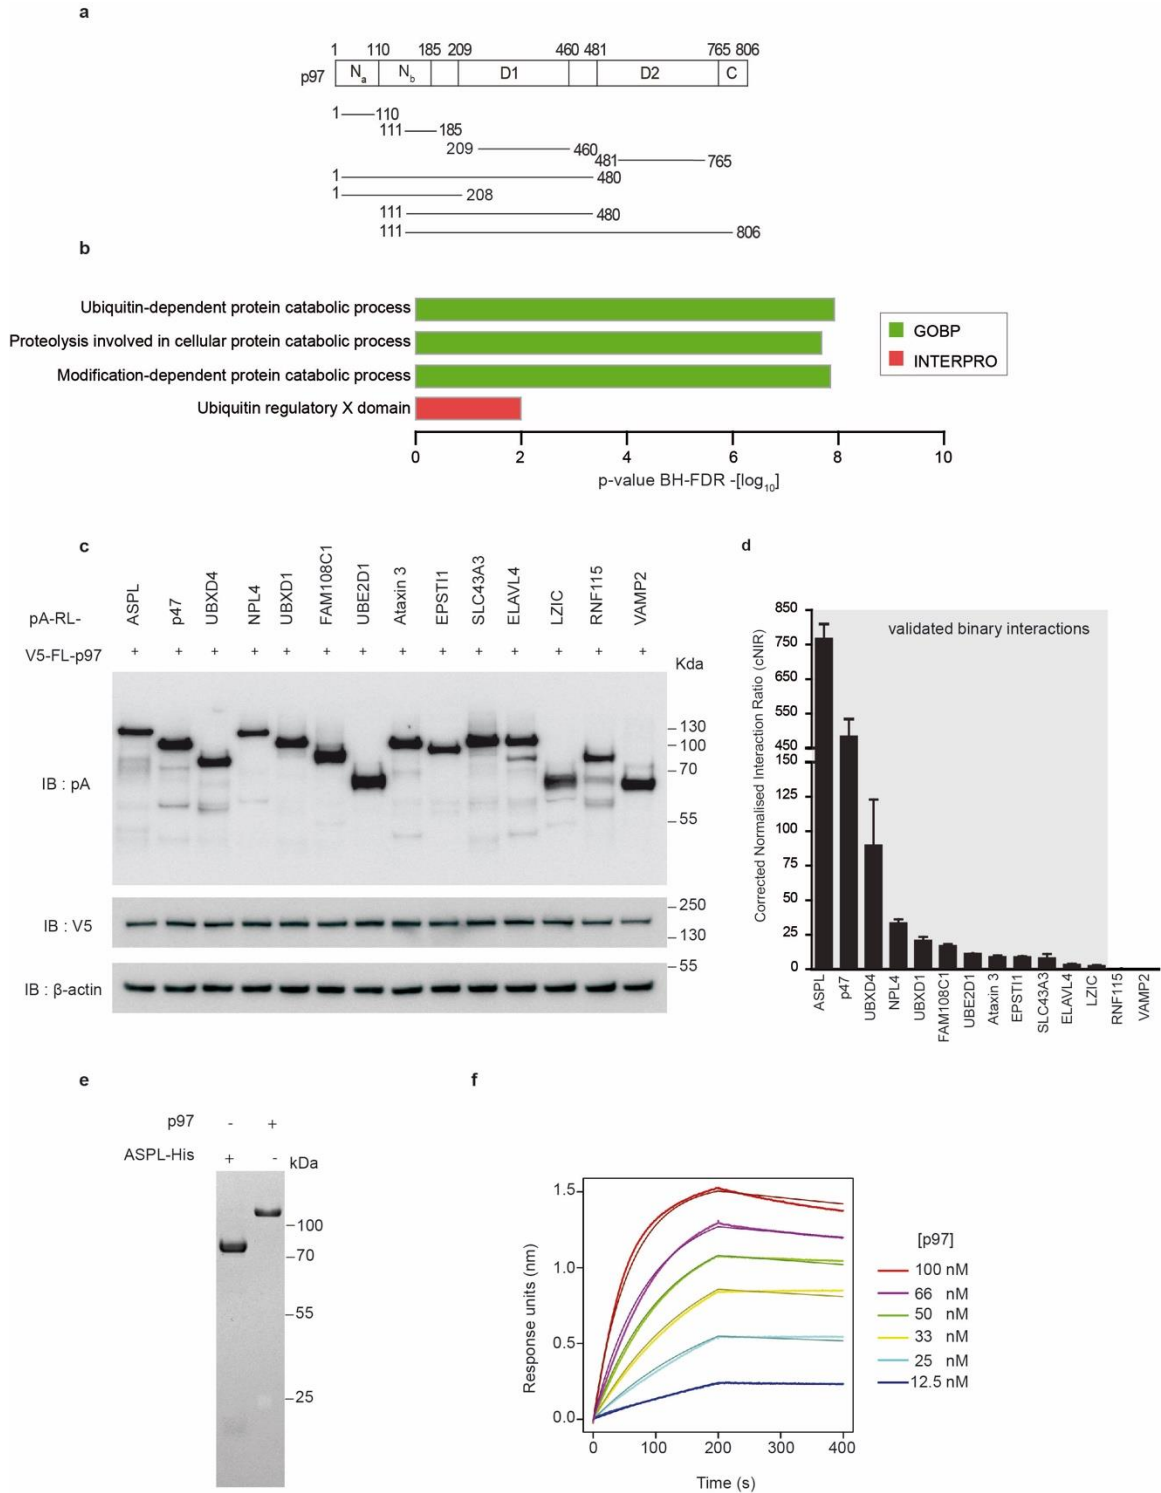 a
1 110 185 209 460 481 765 806
p97 Na Nb D1 D2 C
1 110
111 185
209 460
481 765
1 480
1 208
111 480
111 806
b
Ubiquitin-dependent protein catabolic process
Proteolysis involved in cellular protein catabolic process
Modification-dependent protein catabolic process
Ubiquitin regulatory X domain
GOBP
INTERPRO
0 2 4 6 8 10
p-value BH-FDR -[log10]
c
pA-RL- ASPL p47 UBXD4 NPL4 UBXD1 FAM108C1 UBE2D1 Ataxin 3 EPSTI1 SLC43A3 ELAVL4 LZIC RNF115 VAMP2
V5-FL-p97 + + + + + + + + + + + + + +
Kda
130
100
70
55
IB : pA
IB : V5
250
130
IB : β-actin
55
d
Corrected Normalised Interaction Ratio (cNIR)
850
750
650
550
450
150
125
100
75
50
25
0
validated binary interactions
ASPL p47 UBXD4 NPL4 UBXD1 FAM108C1 UBE2D1 Ataxin 3 EPSTI1 SLC43A3 ELAVL4 LZIC RNF115 VAMP2
e
p97 - +
ASPL-His + - kDa
100
70
55
25
f
Response units (nm)
1.5
1.0
0.5
0.0
0 100 200 300 400
Time (s)
[p97]
100 nM
66 nM
50 nM
33 nM
25 nM
12.5 nM